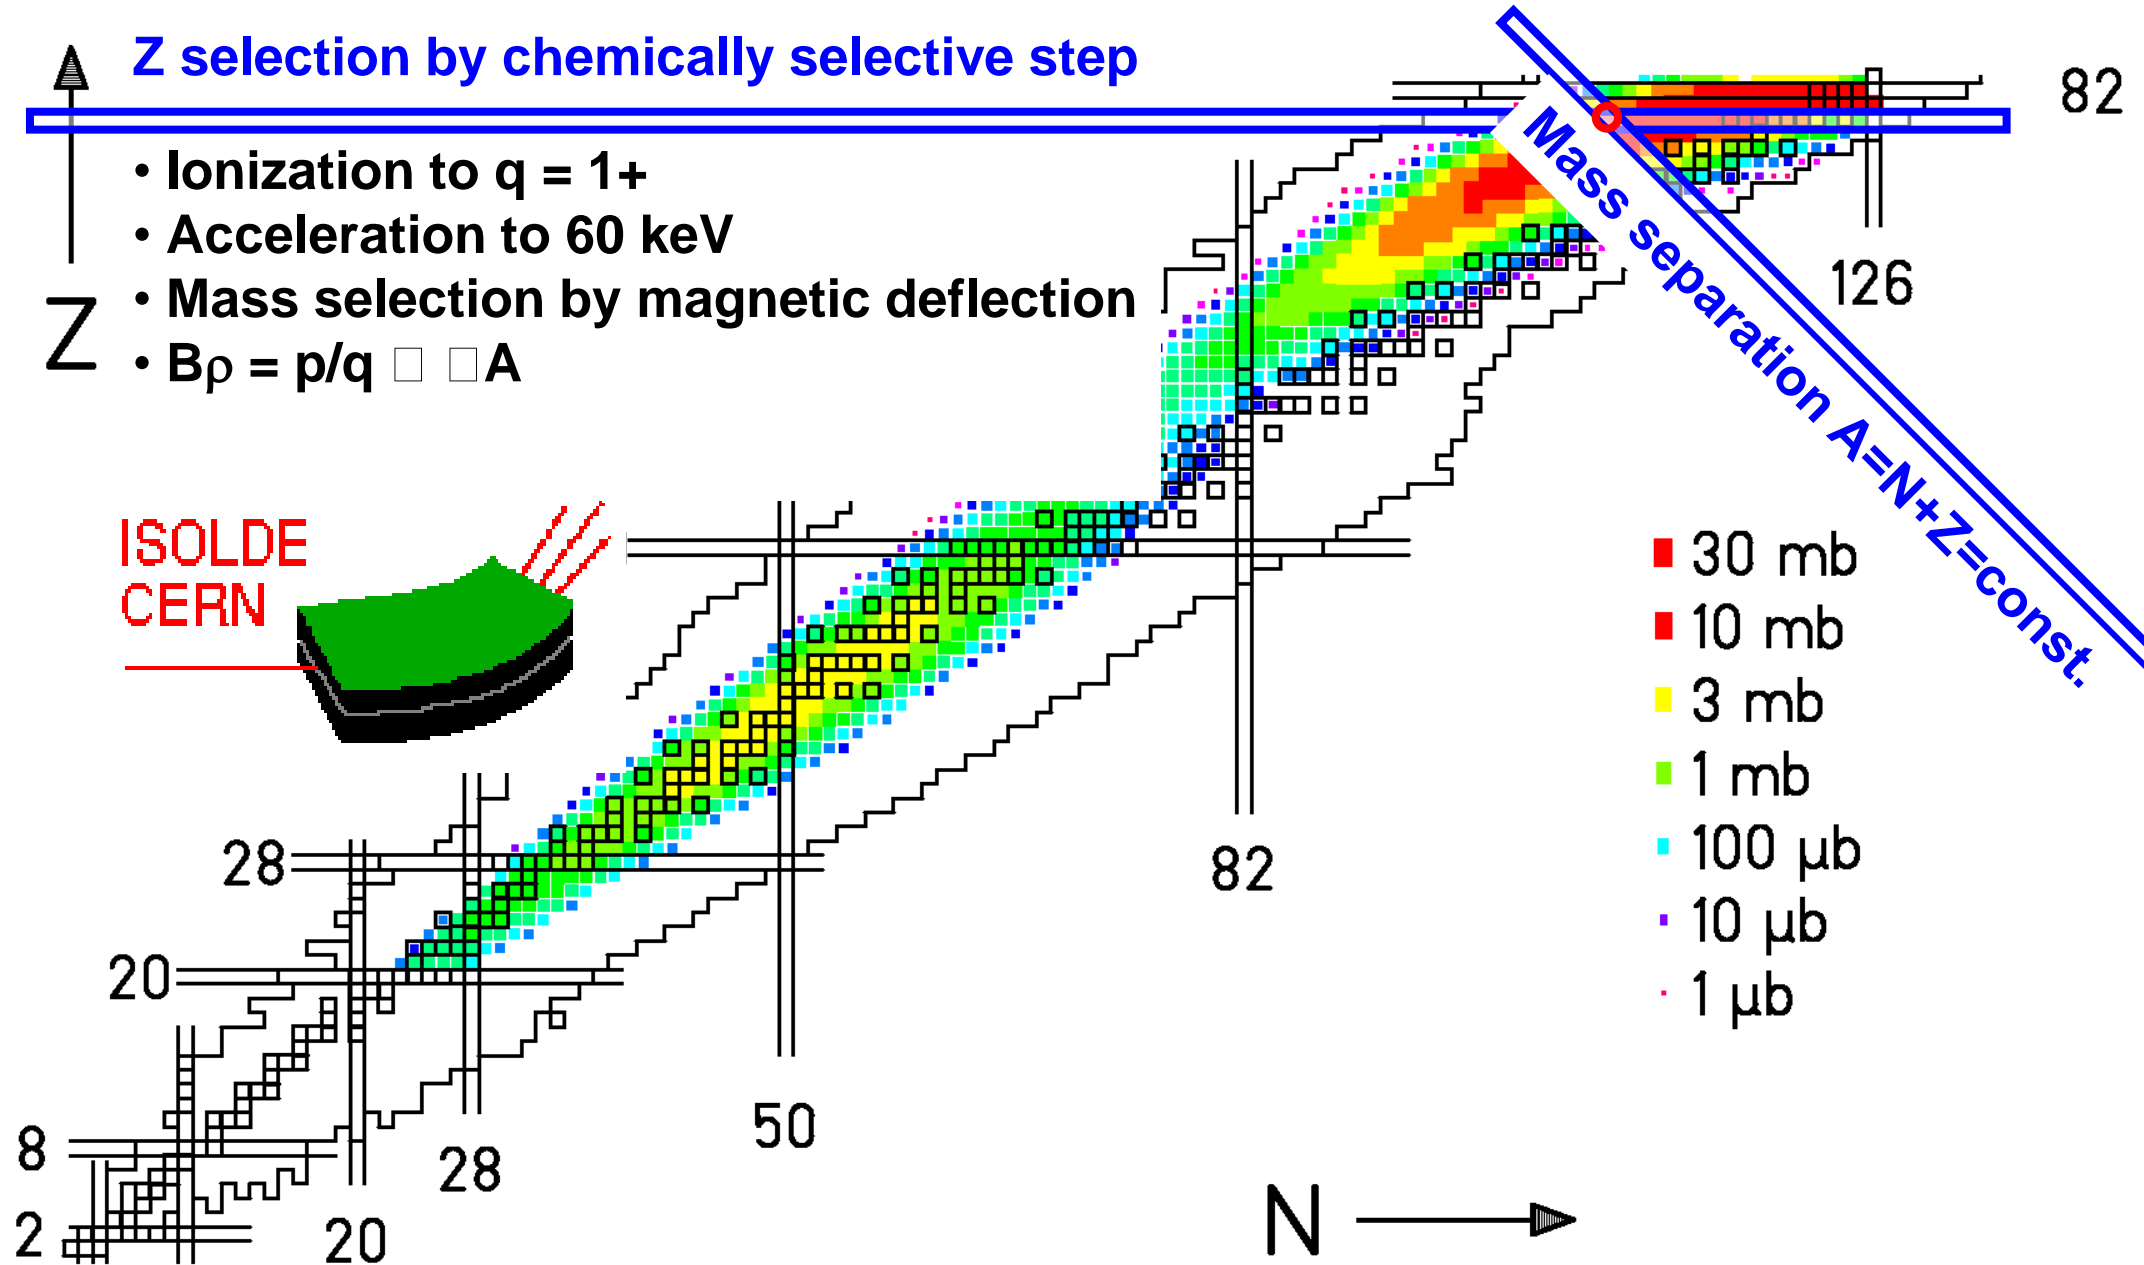 Z selection by chemically selective step
82
• Ionization to q = 1+
• Acceleration to 60 keV
• Mass selection by magnetic deflection
• Bρ = p/q □ □A
Z
Mass separation A=N+Z=const.
126
ISOLDE
CERN
30 mb
10 mb
3 mb
1 mb
100 µb
10 µb
1 µb
28
82
20
50
8
28
2
20
N